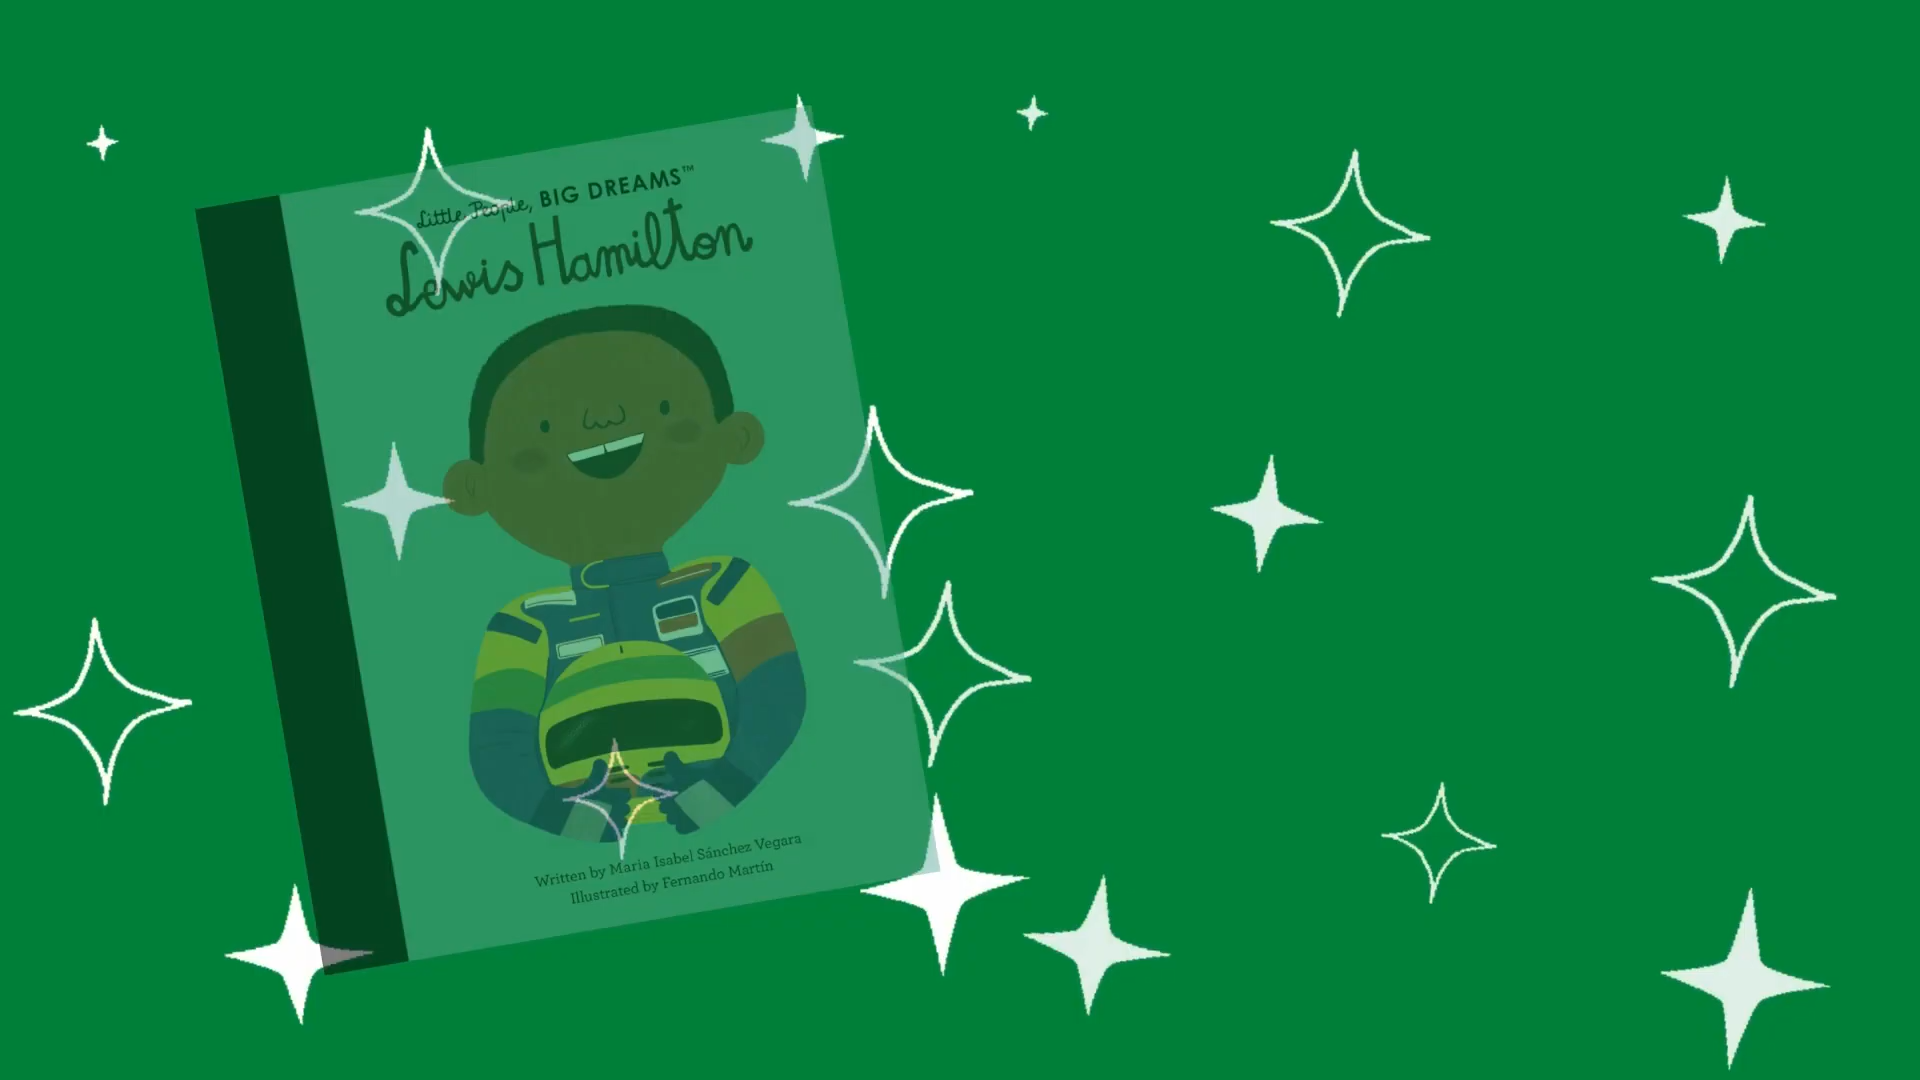 Little People, BIG DREAMS™
Lewis Hamilton
Written by Maria Isabel Sánchez Vegara
Illustrated by Fernando Martín